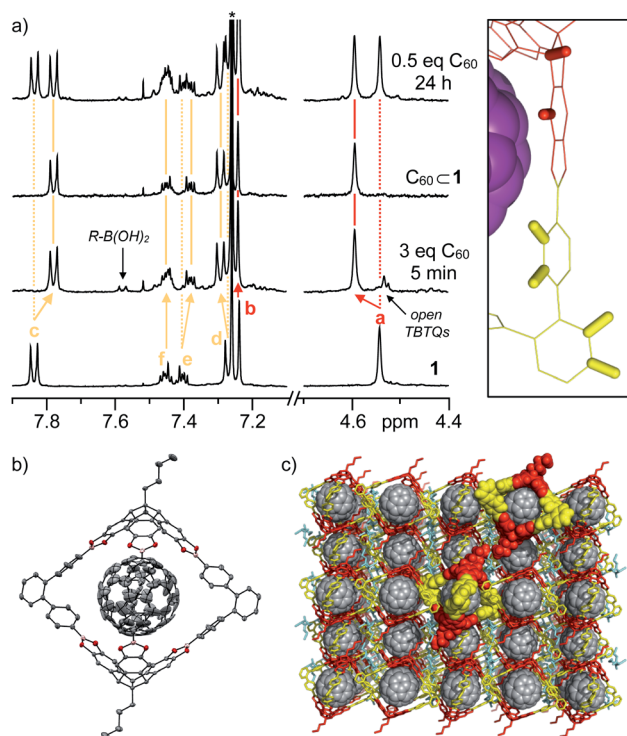 a)
*
0.5 eq C₆₀
24 h
C₆₀ ⊂ 1
R-B(OH)₂
3 eq C₆₀
5 min
c
f
e
d
b
a
open
TBTQs
1
7.8
7.6
7.4
7.2
4.6
ppm
4.4
b)
c)